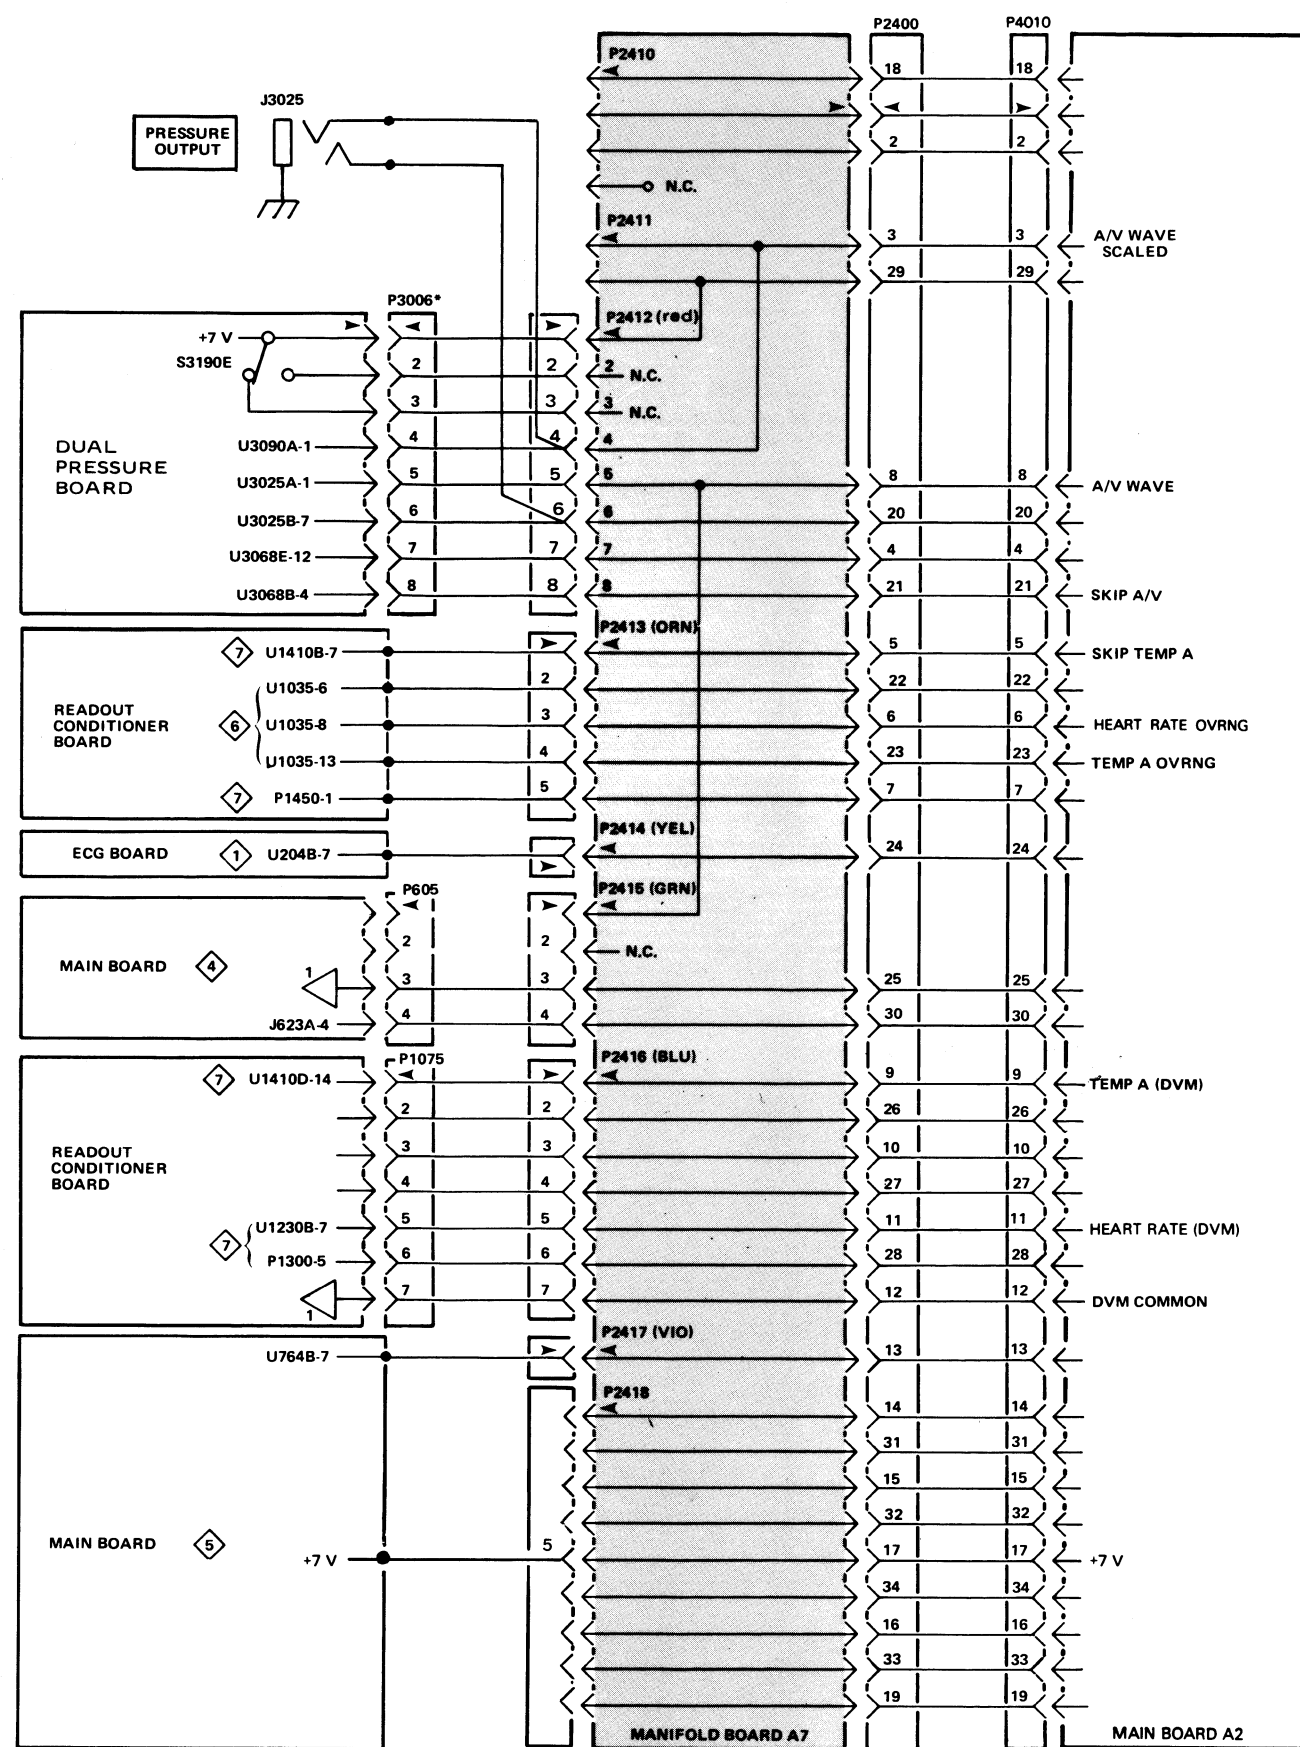 P2400 P4010
P2410
18 18
J3025
PRESSURE
OUTPUT
2 2
N.C.
P2411
3 3 A/V WAVE
SCALED
29 29
P3006*
P2412 (red)
+7 V
S3190E 2 2 2 N.C.
3 3 3 N.C.
DUAL
PRESSURE
BOARD
U3090A-1 4 4 4
U3025A-1 5 5 5 8 8 A/V WAVE
U3025B-7 6 6 6 20 20
U3068E-12 7 7 7 4 4
U3068B-4 8 8 8 21 21 SKIP A/V
P2413 (ORN)
7 U1410B-7 5 5 SKIP TEMP A
READOUT
CONDITIONER
BOARD
U1035-6 2 22 22
6 U1035-8 3 6 6 HEART RATE OVRNG
U1035-13 4 23 23 TEMP A OVRNG
7 P1450-1 5 7 7
P2414 (YEL)
ECG BOARD 1 U204B-7 24 24
P605 P2415 (GRN)
2 2 N.C.
MAIN BOARD 4
1 3 3 25 25
J623A-4 4 4 30 30
P1075 P2416 (BLU)
7 U1410D-14 9 9 TEMP A (DVM)
2 2 26 26
READOUT
CONDITIONER
BOARD
3 3 10 10
4 4 27 27
U1230B-7 5 5 11 11 HEART RATE (DVM)
7
P1300-5 6 6 28 28
1 7 7 12 12 DVM COMMON
P2417 (VIO)
U764B-7 13 13
P2418
14 14
31 31
15 15
32 32
MAIN BOARD 5
+7 V 5 17 17 +7 V
34 34
16 16
33 33
19 19
MANIFOLD BOARD A7 MAIN BOARD A2